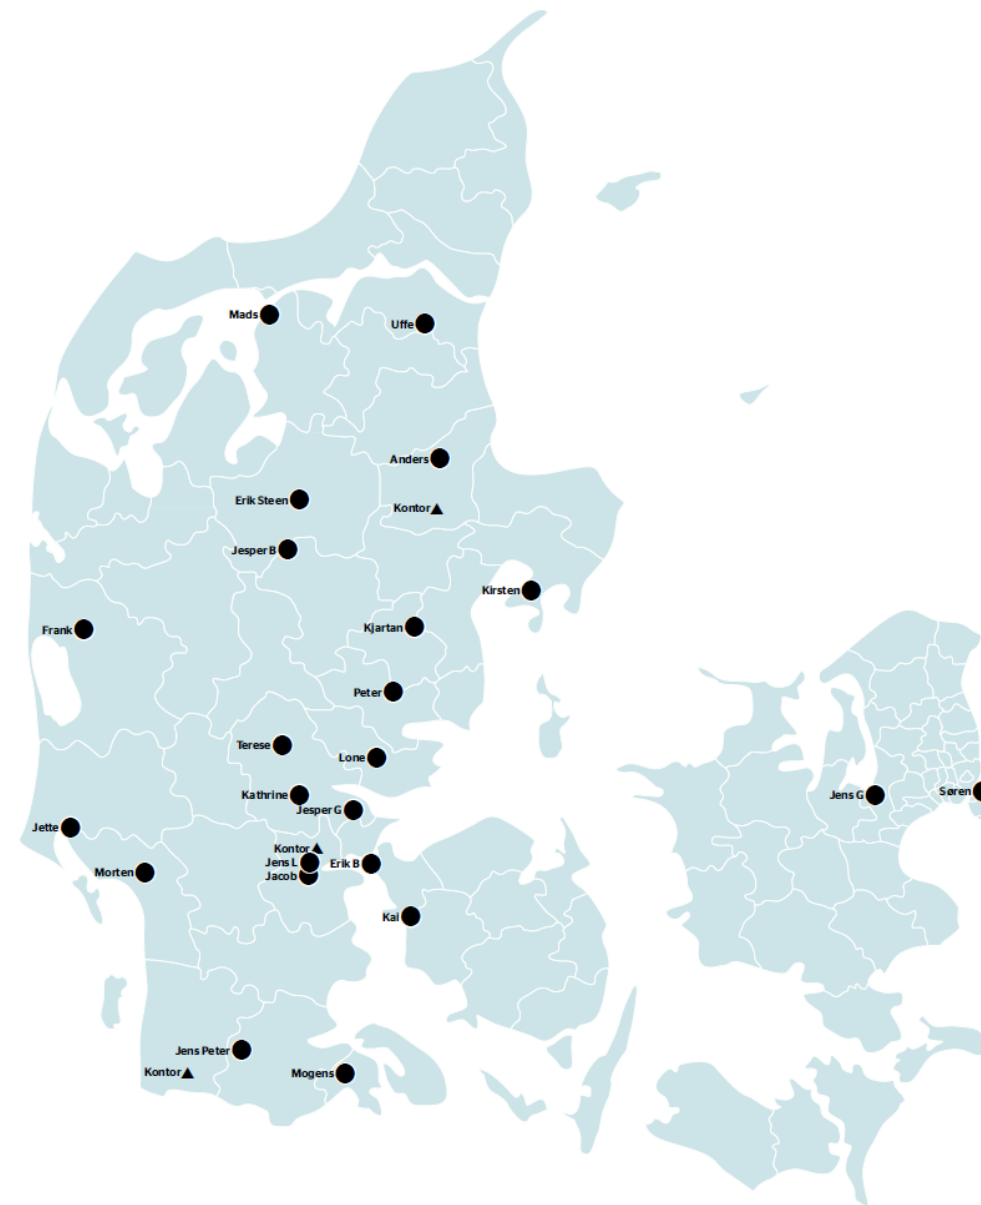 Mads
Uffe
Anders
Erik Steen
Kontor
Jesper B
Kirsten
Frank
Kjartan
Peter
Terese
Lone
Kathrine
Jens G
Søren
Jesper G
Jette
Kontor
Jens L
Erik B
Morten
Jacob
Kai
Jens Peter
Kontor
Mogens